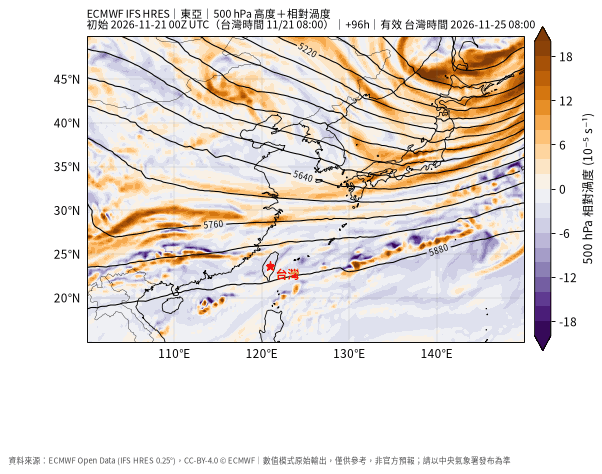 ECMWF IFS HRES｜東亞｜500 hPa 高度＋相對渦度
初始 2026-11-21 00Z UTC（台灣時間 11/21 08:00）｜+96h｜有效 台灣時間 2026-11-25 08:00
5220
45°N
40°N
35°N
30°N
25°N
20°N
5640
5760
5880
台灣
110°E
120°E
130°E
140°E
18
12
6
0
-6
-12
-18
500 hPa 相對渦度 (10⁻⁵ s⁻¹)
資料來源：ECMWF Open Data (IFS HRES 0.25°)，CC-BY-4.0 © ECMWF｜數值模式原始輸出，僅供參考，非官方預報；請以中央氣象署發布為準